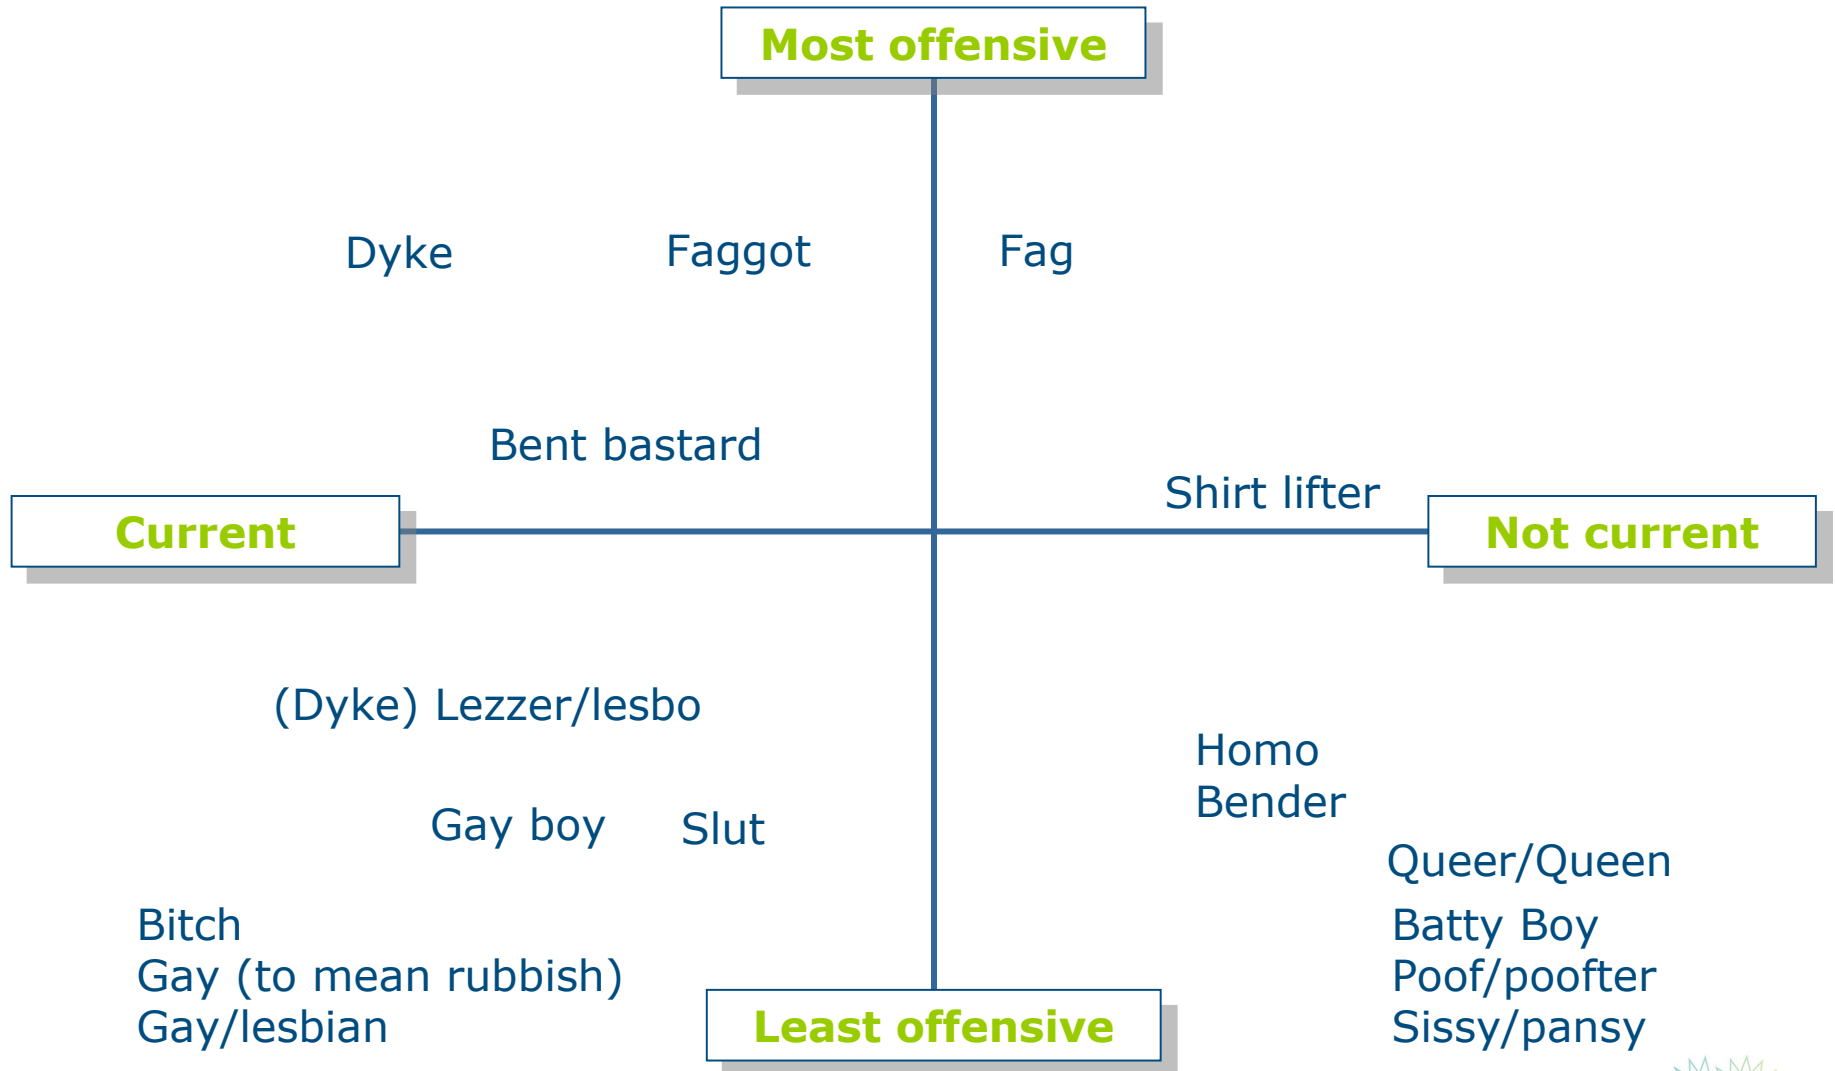 Most offensive
Dyke
Faggot
Fag
Bent bastard
Shirt lifter
Current
Not current
(Dyke) Lezzer/lesbo
Homo
Bender
Gay boy
Slut
Queer/Queen
Bitch
Gay (to mean rubbish)
Gay/lesbian
Batty Boy
Poof/poofter
Sissy/pansy
Least offensive